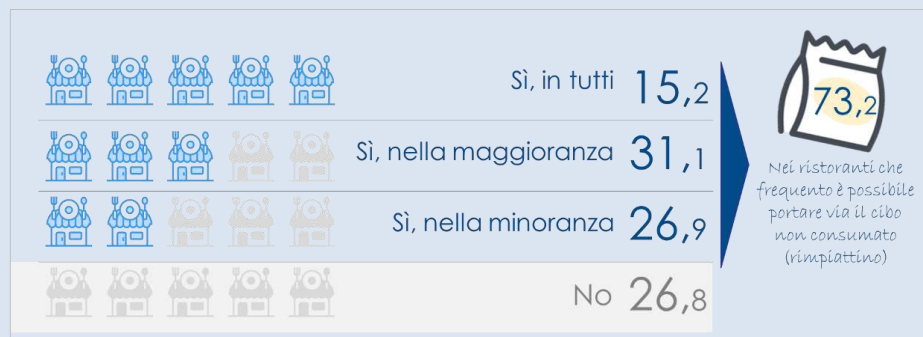 Sì, in tutti 15,2
Sì, nella maggioranza 31,1
Sì, nella minoranza 26,9
No 26,8
73,2
Nei ristoranti che
frequento è possibile
portare via il cibo
non consumato
(rimpiattino)